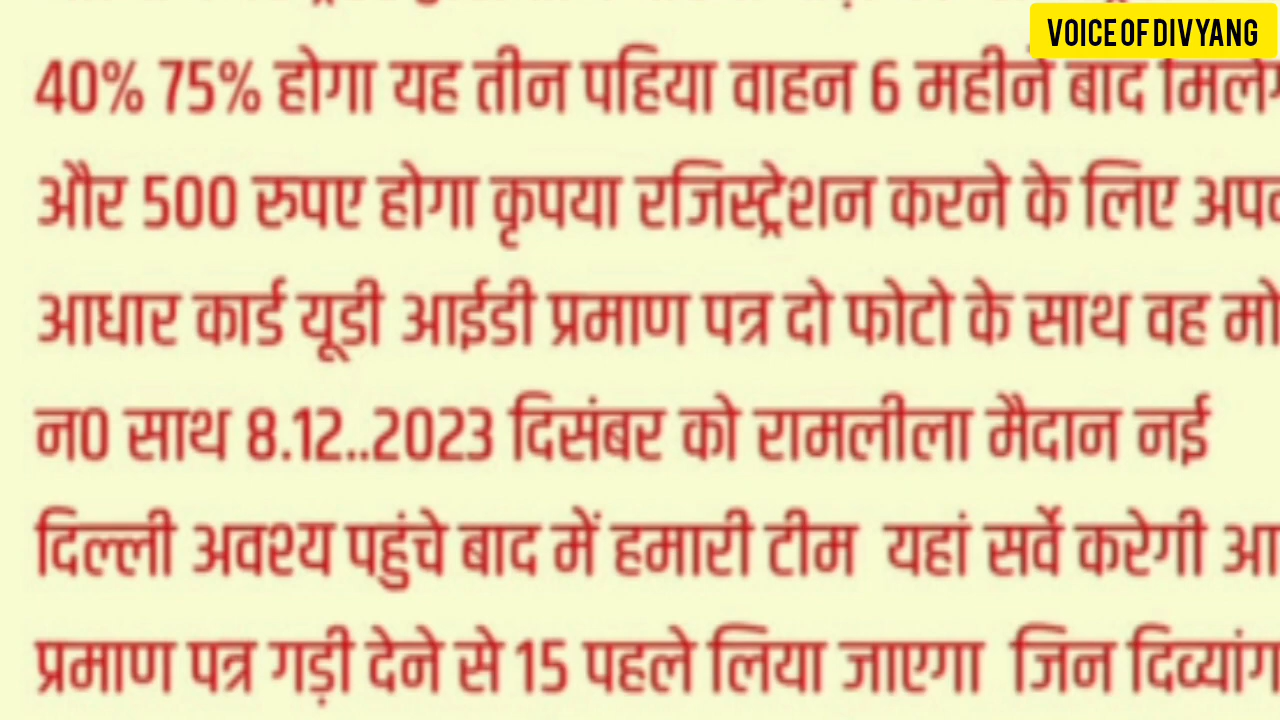 VOICE OF DIVYANG
40% 75% होगा यह तीन पहिया वाहन 6 महीने बाद
और 500 रुपए होगा कृपया रजिस्ट्रेशन करने के लिए
आधार कार्ड यूडी आईडी प्रमाण पत्र दो फोटो के साथ वह
न0 साथ 8.12..2023 दिसंबर को रामलीला मैदान नई
दिल्ली अवश्य पहुंचे बाद में हमारी टीम यहां सर्वे करेगी
प्रमाण पत्र गड़ी देने से 15 पहले लिया जाएगा जिन दिव्यांग